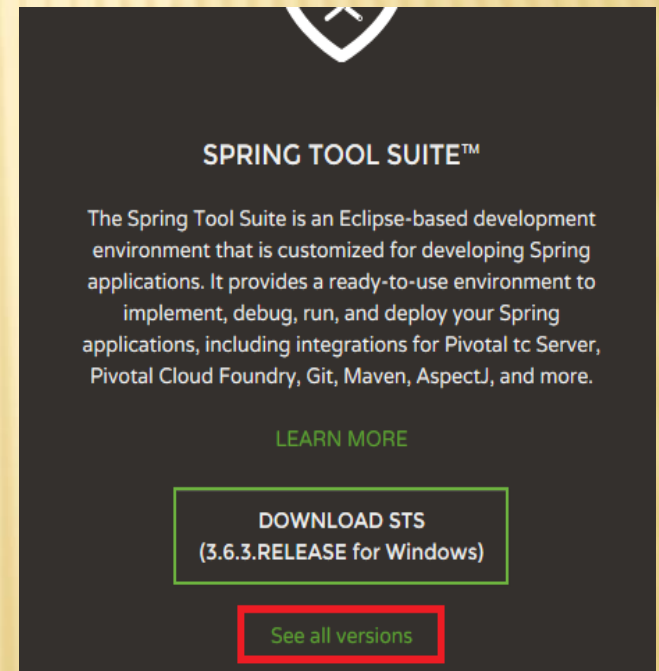 SPRING TOOL SUITE™
The Spring Tool Suite is an Eclipse-based development
environment that is customized for developing Spring
applications. It provides a ready-to-use environment to
implement, debug, run, and deploy your Spring
applications, including integrations for Pivotal tc Server,
Pivotal Cloud Foundry, Git, Maven, AspectJ, and more.
LEARN MORE
DOWNLOAD STS
(3.6.3.RELEASE for Windows)
See all versions